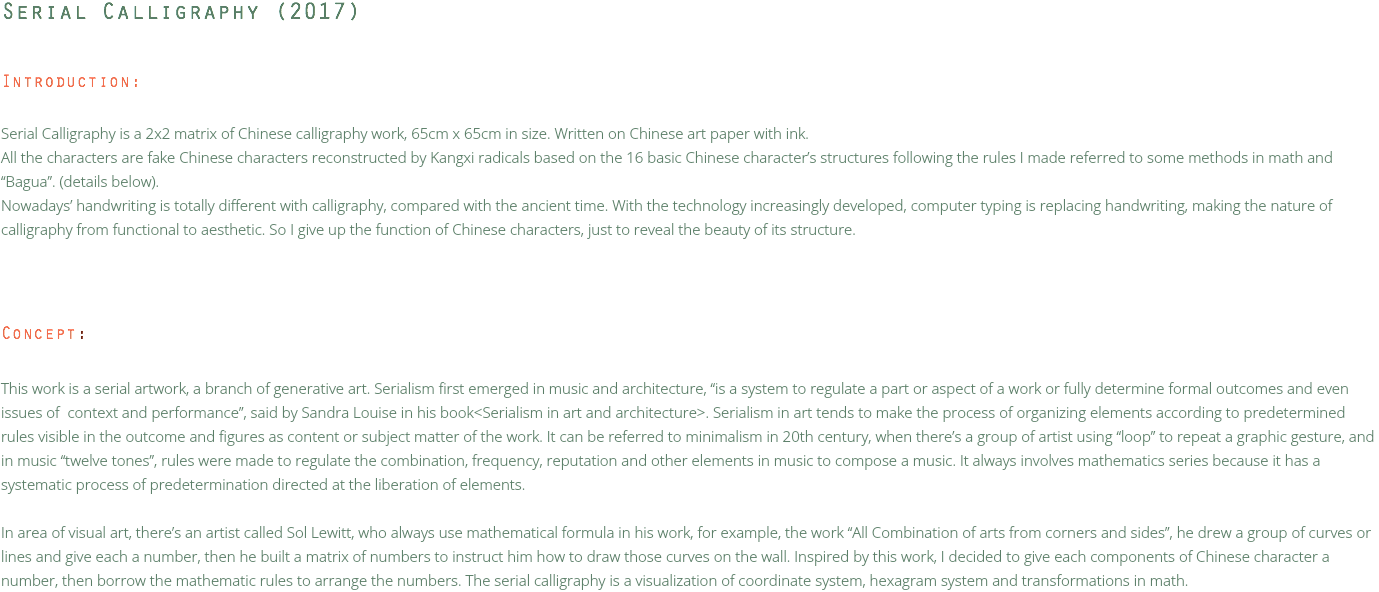 Serial Calligraphy (2017)
Introduction:
Serial Calligraphy is a 2x2 matrix of Chinese calligraphy work, 65cm x 65cm in size. Written on Chinese art paper with ink.
All the characters are fake Chinese characters reconstructed by Kangxi radicals based on the 16 basic Chinese character’s structures following the rules I made referred to some methods in math and
“Bagua”. (details below).
Nowadays’ handwriting is totally different with calligraphy, compared with the ancient time. With the technology increasingly developed, computer typing is replacing handwriting, making the nature of
calligraphy from functional to aesthetic. So I give up the function of Chinese characters, just to reveal the beauty of its structure.
Concept:
This work is a serial artwork, a branch of generative art. Serialism first emerged in music and architecture, “is a system to regulate a part or aspect of a work or fully determine formal outcomes and even
issues of  context and performance”, said by Sandra Louise in his book<Serialism in art and architecture>. Serialism in art tends to make the process of organizing elements according to predetermined
rules visible in the outcome and figures as content or subject matter of the work. It can be referred to minimalism in 20th century, when there’s a group of artist using “loop” to repeat a graphic gesture, and
in music “twelve tones”, rules were made to regulate the combination, frequency, reputation and other elements in music to compose a music. It always involves mathematics series because it has a
systematic process of predetermination directed at the liberation of elements.
In area of visual art, there’s an artist called Sol Lewitt, who always use mathematical formula in his work, for example, the work “All Combination of arts from corners and sides”, he drew a group of curves or
lines and give each a number, then he built a matrix of numbers to instruct him how to draw those curves on the wall. Inspired by this work, I decided to give each components of Chinese character a
number, then borrow the mathematic rules to arrange the numbers. The serial calligraphy is a visualization of coordinate system, hexagram system and transformations in math.